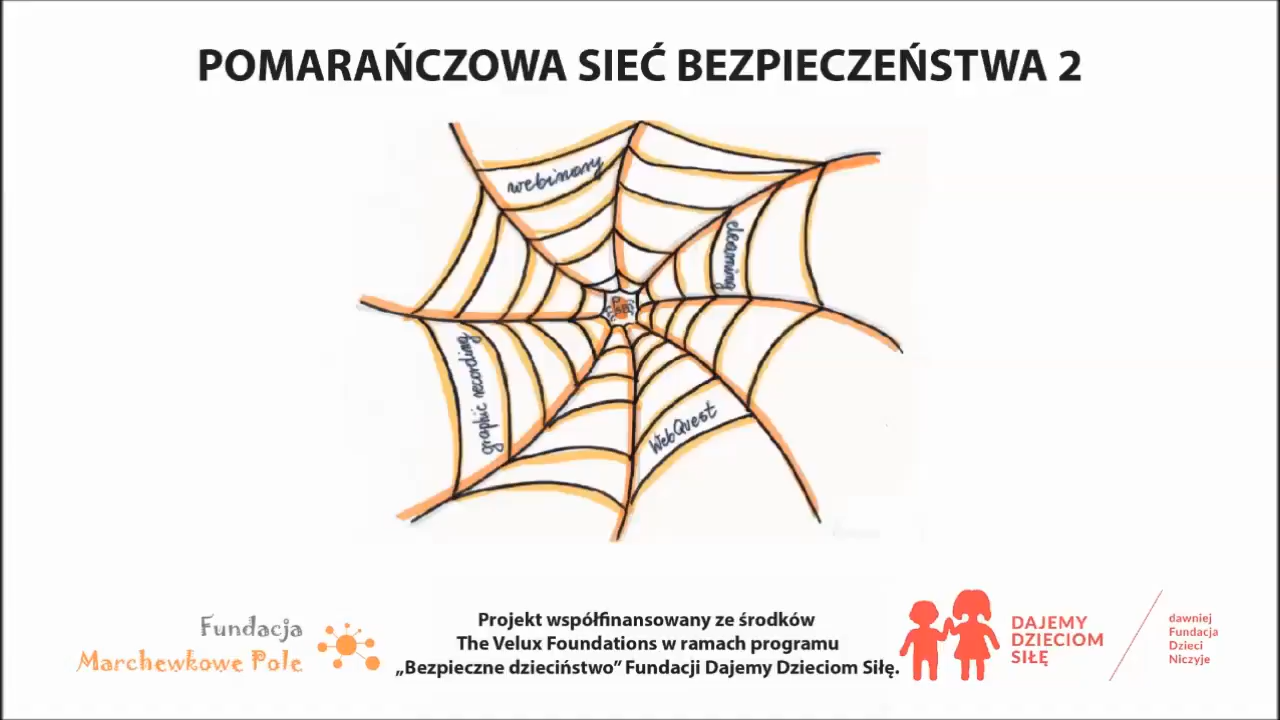 POMARAŃCZOWA SIEĆ BEZPIECZEŃSTWA 2
webinary
elearning
graphic recording
WebQuest
Fundacja
Marchewkowe Pole
Projekt współfinansowany ze środków
The Velux Foundations w ramach programu
„Bezpieczne dzieciństwo” Fundacji Dajemy Dzieciom Siłę.
DAJEMY
DZIECIOM
SIŁĘ
dawniej
Fundacja
Dzieci
Niczyje